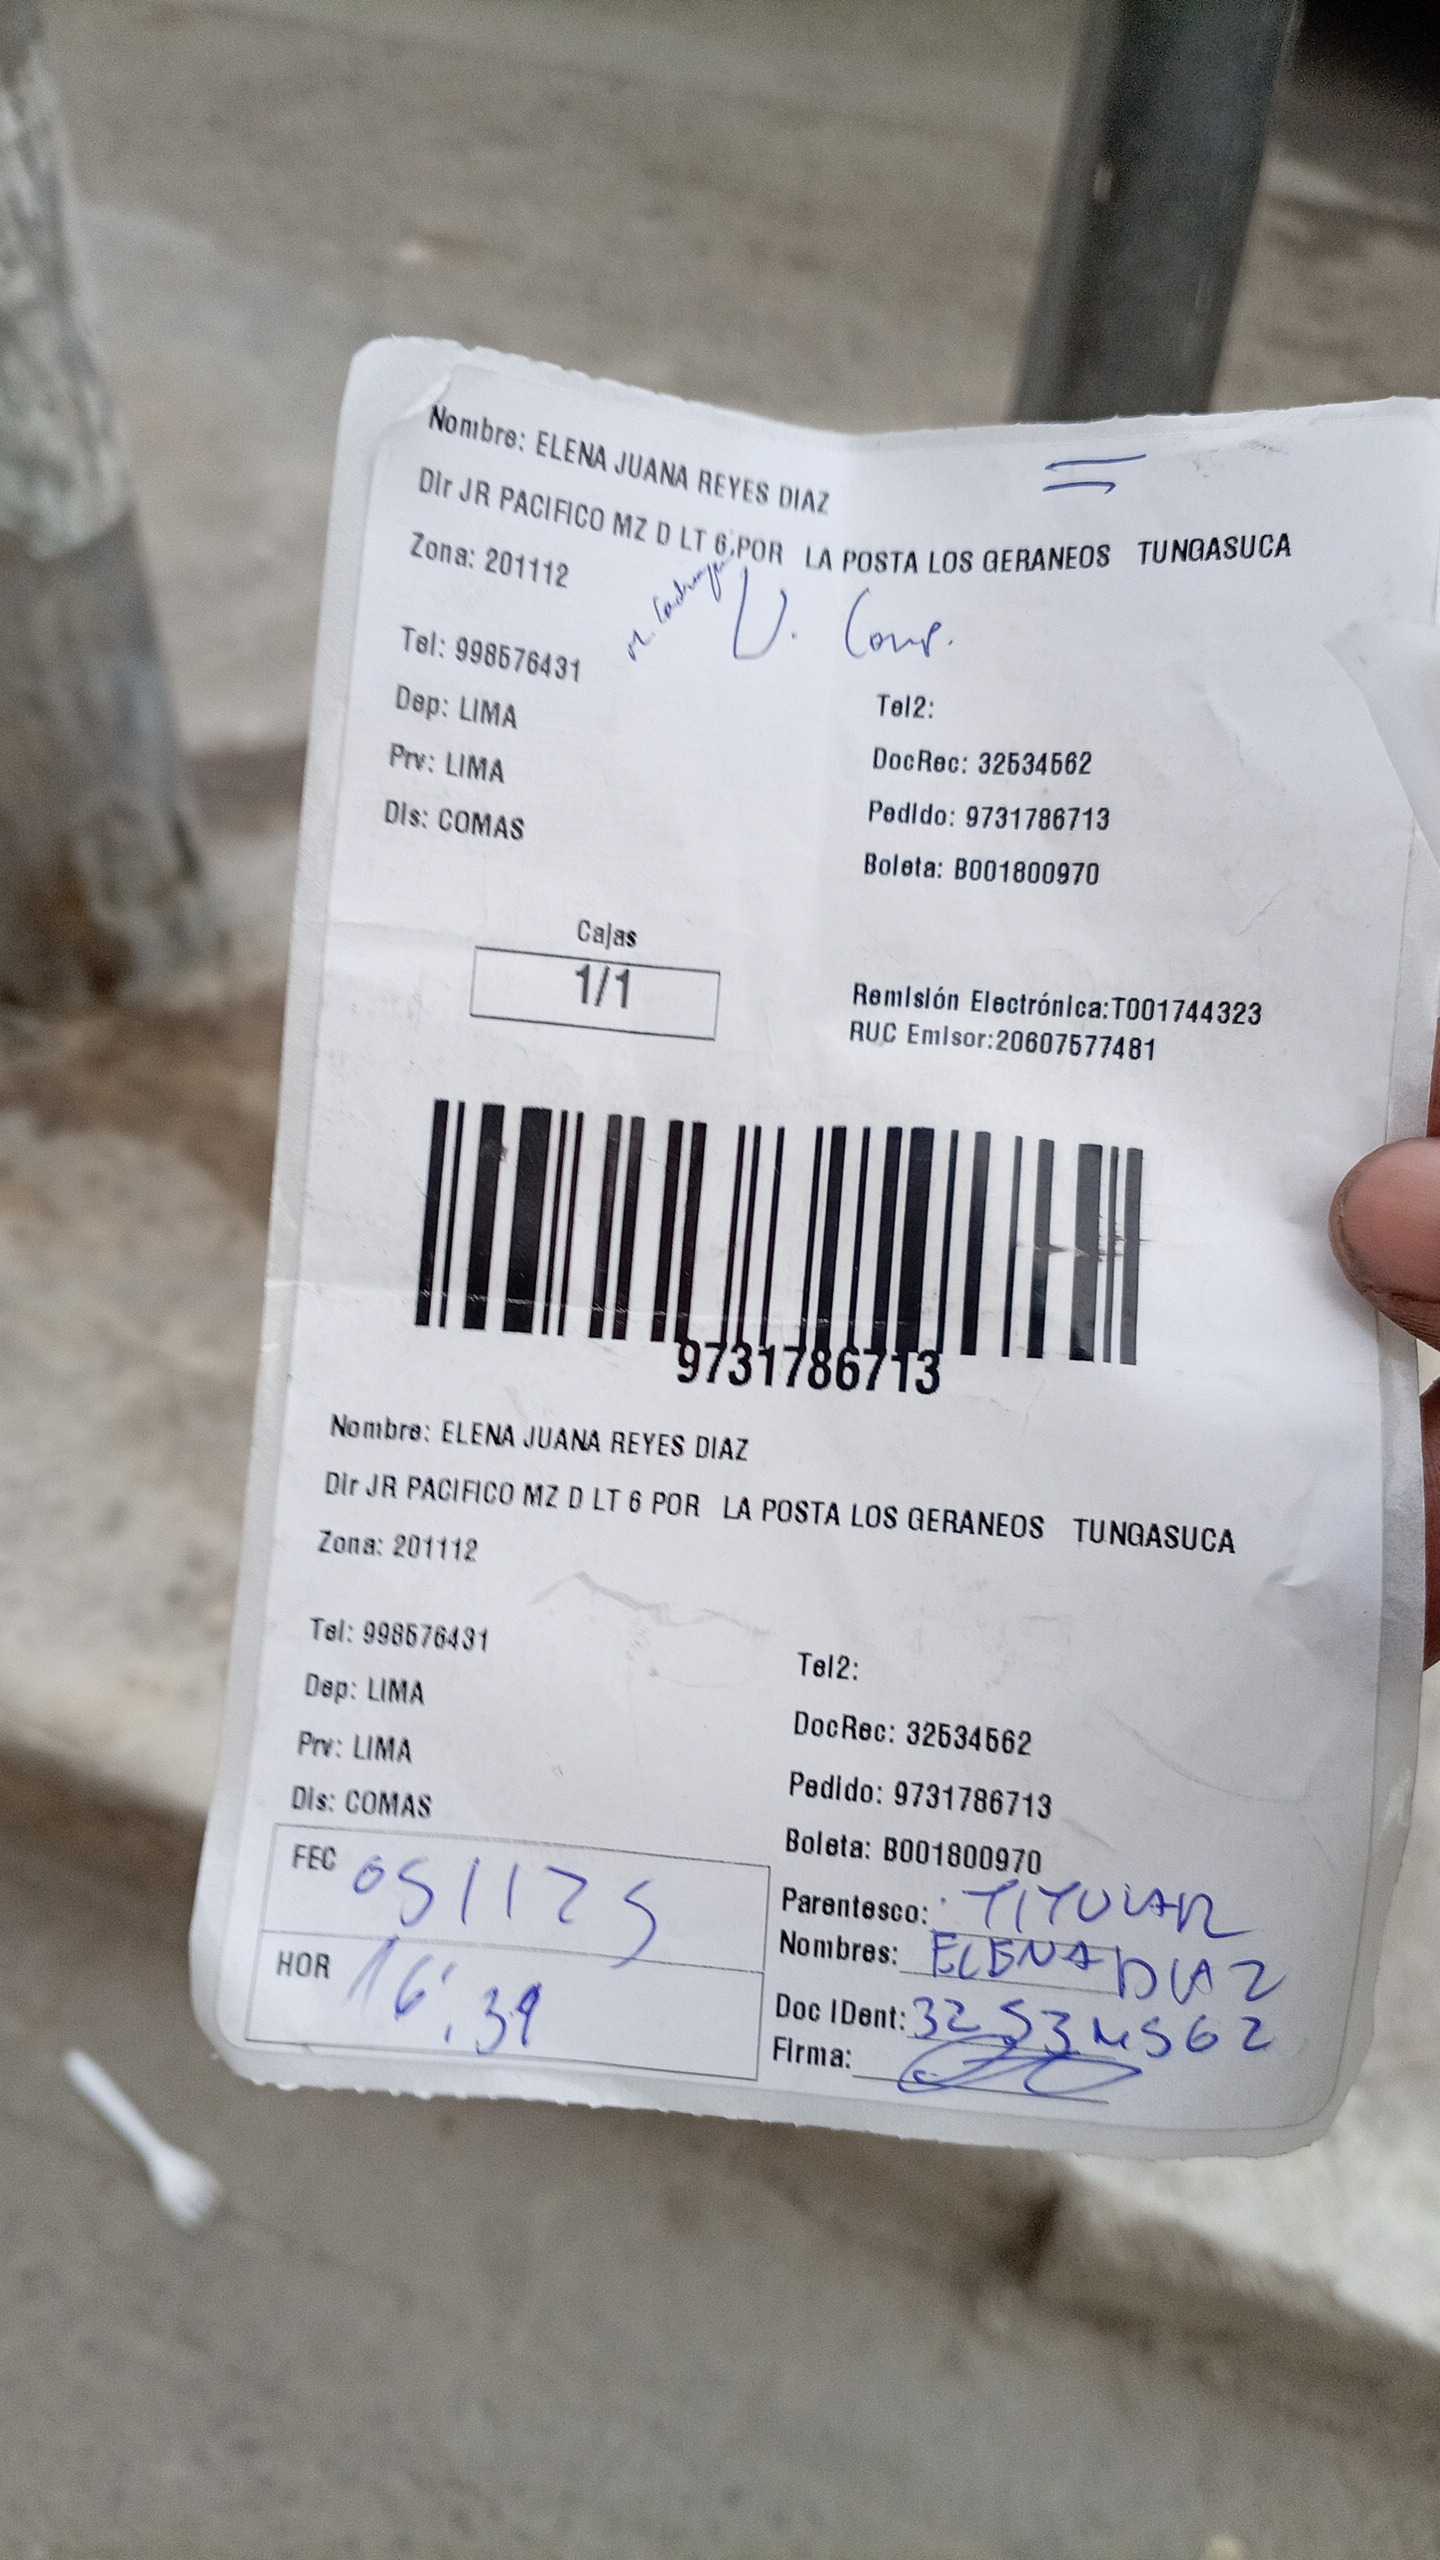 Nombre: ELENA JUANA REYES DIAZ
Dir JR PACIFICO MZ D LT 6 POR LA POSTA LOS GERANEOS TUNGASUCA
Zona: 201112
U. Comp.
Tel: 998576431
Tel2:
Dep: LIMA
DocRec: 32534562
Prv: LIMA
Pedido: 9731786713
Dis: COMAS
Boleta: B001800970
Cajas
1/1
Remisión Electrónica:T001744323
RUC Emisor:20607577481
9731786713
Nombre: ELENA JUANA REYES DIAZ
Dir JR PACIFICO MZ D LT 6 POR LA POSTA LOS GERANEOS TUNGASUCA
Zona: 201112
Tel: 998576431
Tel2:
Dep: LIMA
DocRec: 32534562
Prv: LIMA
Pedido: 9731786713
Dis: COMAS
Boleta: B001800970
FEC 051125
Parentesco: TITULAR
Nombres: ELENA DIAZ
HOR 16:39
Doc IDent: 32534562
Firma: